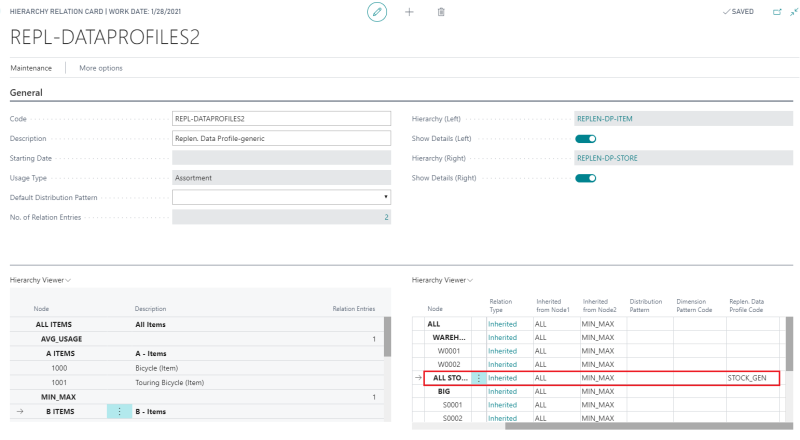 HIERARCHY RELATION CARD | WORK DATE: 1/28/2021
SAVED
REPL-DATAPROFILES2
Maintenance More options
General
Code REPL-DATAPROFILES2
Description Replen. Data Profile-generic
Starting Date
Usage Type Assortment
Default Distribution Pattern
No. of Relation Entries 2
Hierarchy (Left) REPLEN-DP-ITEM
Show Details (Left)
Hierarchy (Right) REPLEN-DP-STORE
Show Details (Right)
Hierarchy Viewer
Node Description Relation Entries
ALL ITEMS All Items
AVG_USAGE 1
A ITEMS A - Items
1000 Bicycle (Item)
1001 Touring Bicycle (Item)
MIN_MAX 1
B ITEMS B - Items
Hierarchy Viewer
Node Relation Type Inherited from Node1 Inherited from Node2 Distribution Pattern Dimension Pattern Code Replen. Data Profile Code
ALL Inherited ALL MIN_MAX
WAREH... Inherited ALL MIN_MAX
W0001 Inherited ALL MIN_MAX
W0002 Inherited ALL MIN_MAX
ALL STO... Inherited ALL MIN_MAX STOCK_GEN
BIG Inherited ALL MIN_MAX
S0001 Inherited ALL MIN_MAX
S0002 Inherited ALL MIN_MAX